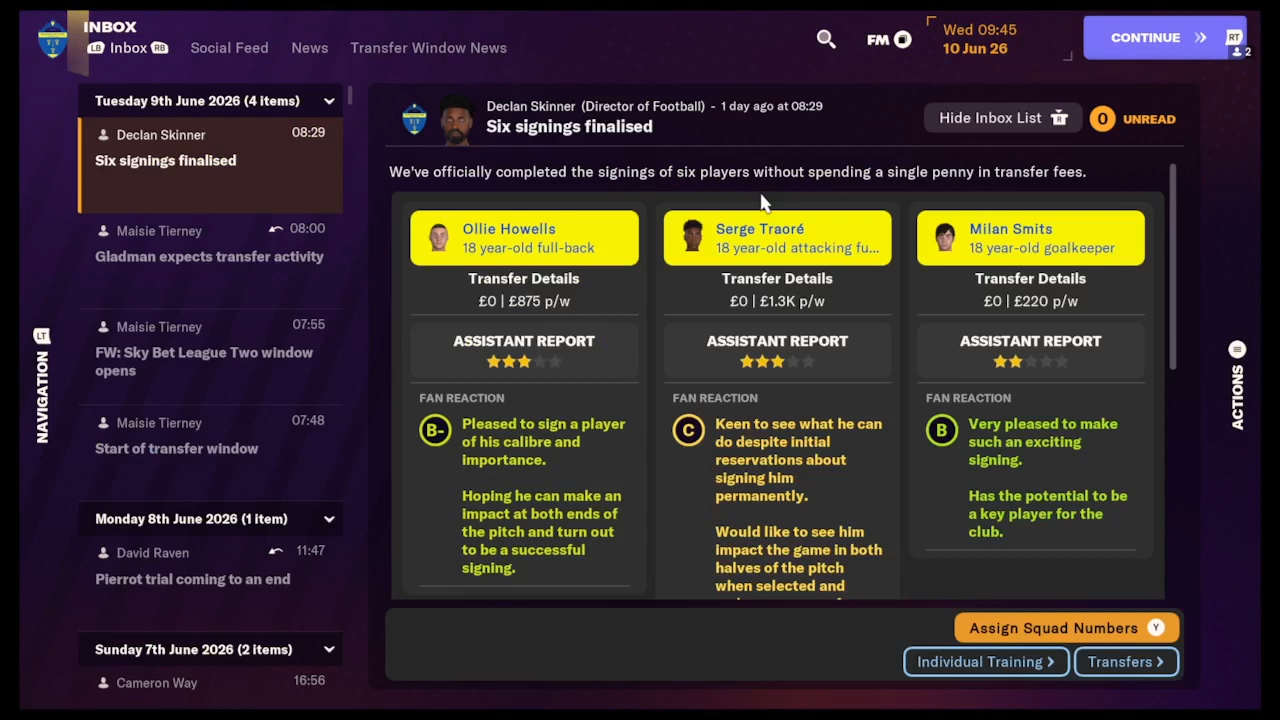 INBOX
LB Inbox RB
Social Feed
News
Transfer Window News
FM
Wed 09:45
10 Jun 26
CONTINUE
RT
2
Tuesday 9th June 2026 (4 items)
Declan Skinner
08:29
Six signings finalised
Maisie Tierney
08:00
Gladman expects transfer activity
Maisie Tierney
07:55
FW: Sky Bet League Two window
opens
Maisie Tierney
07:48
Start of transfer window
Monday 8th June 2026 (1 item)
David Raven
11:47
Pierrot trial coming to an end
Sunday 7th June 2026 (2 items)
Cameron Way
16:56
LT
NAVIGATION
Declan Skinner (Director of Football) - 1 day ago at 08:29
Six signings finalised
Hide Inbox List
R
0 UNREAD
We've officially completed the signings of six players without spending a single penny in transfer fees.
Ollie Howells
18 year-old full-back
Transfer Details
£0 | £875 p/w
ASSISTANT REPORT
FAN REACTION
B-
Pleased to sign a player
of his calibre and
importance.
Hoping he can make an
impact at both ends of
the pitch and turn out
to be a successful
signing.
Serge Traoré
18 year-old attacking fu...
Transfer Details
£0 | £1.3K p/w
ASSISTANT REPORT
FAN REACTION
C
Keen to see what he can
do despite initial
reservations about
signing him
permanently.
Would like to see him
impact the game in both
halves of the pitch
when selected and
Milan Smits
18 year-old goalkeeper
Transfer Details
£0 | £220 p/w
ASSISTANT REPORT
FAN REACTION
B
Very pleased to make
such an exciting
signing.
Has the potential to be
a key player for the
club.
ACTIONS
Assign Squad Numbers Y
Individual Training
Transfers